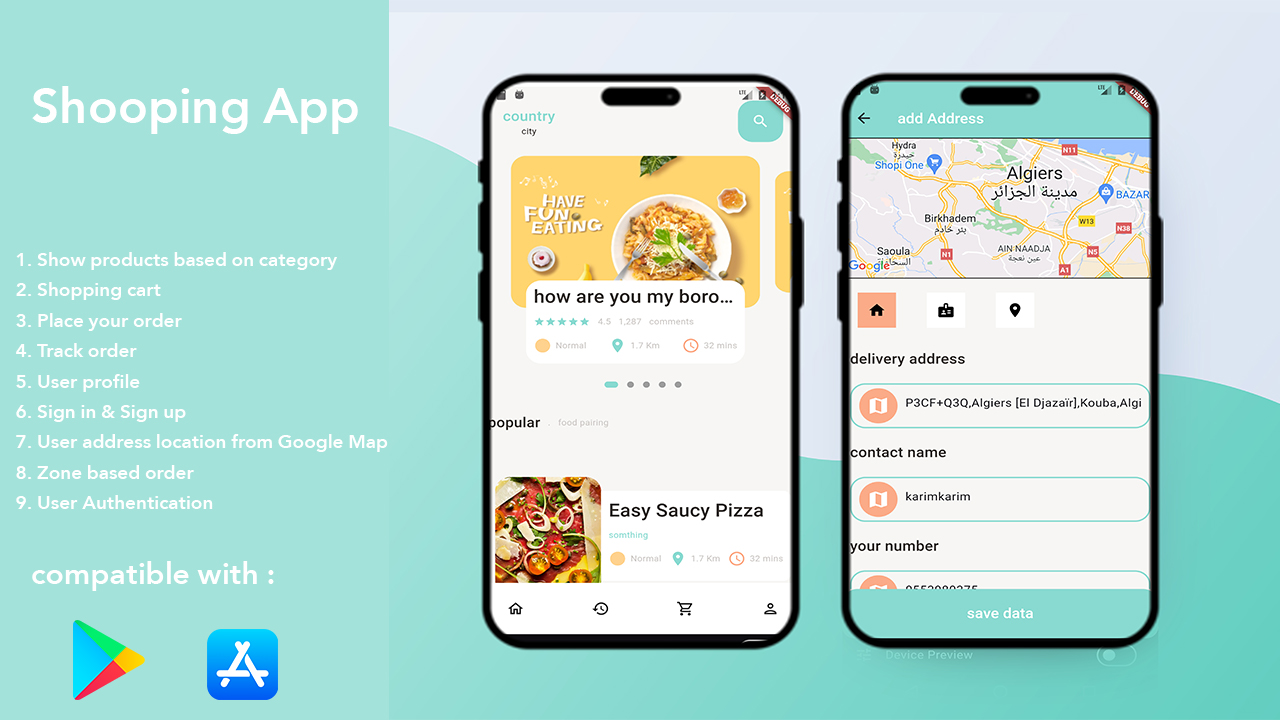 Shooping App
1. Show products based on category
2. Shopping cart
3. Place your order
4. Track order
5. User profile
6. Sign in & Sign up
7. User address location from Google Map
8. Zone based order
9. User Authentication
compatible with :
LTE
DEBUG
country
city
HAVE
FUN
EATING
how are you my boro...
4.5 1,287 comments
Normal 1.7 Km 32 mins
popular . food pairing
Easy Saucy Pizza
somthing
Normal 1.7 Km 32 mins
LTE
DEBUG
add Address
Hydra
حيدرة
N11
Shopi One
Algiers
مدينة الجزائر
BAZAR
Birkhadem
بئر خادم
W13
N38
Saoula
السحاولة
N1
AIN NAADJA
عين نعجة
N5
Google
A1
delivery address
P3CF+Q3Q,Algiers [El Djazaïr],Kouba,Algi
contact name
karimkarim
your number
save data
Device Preview